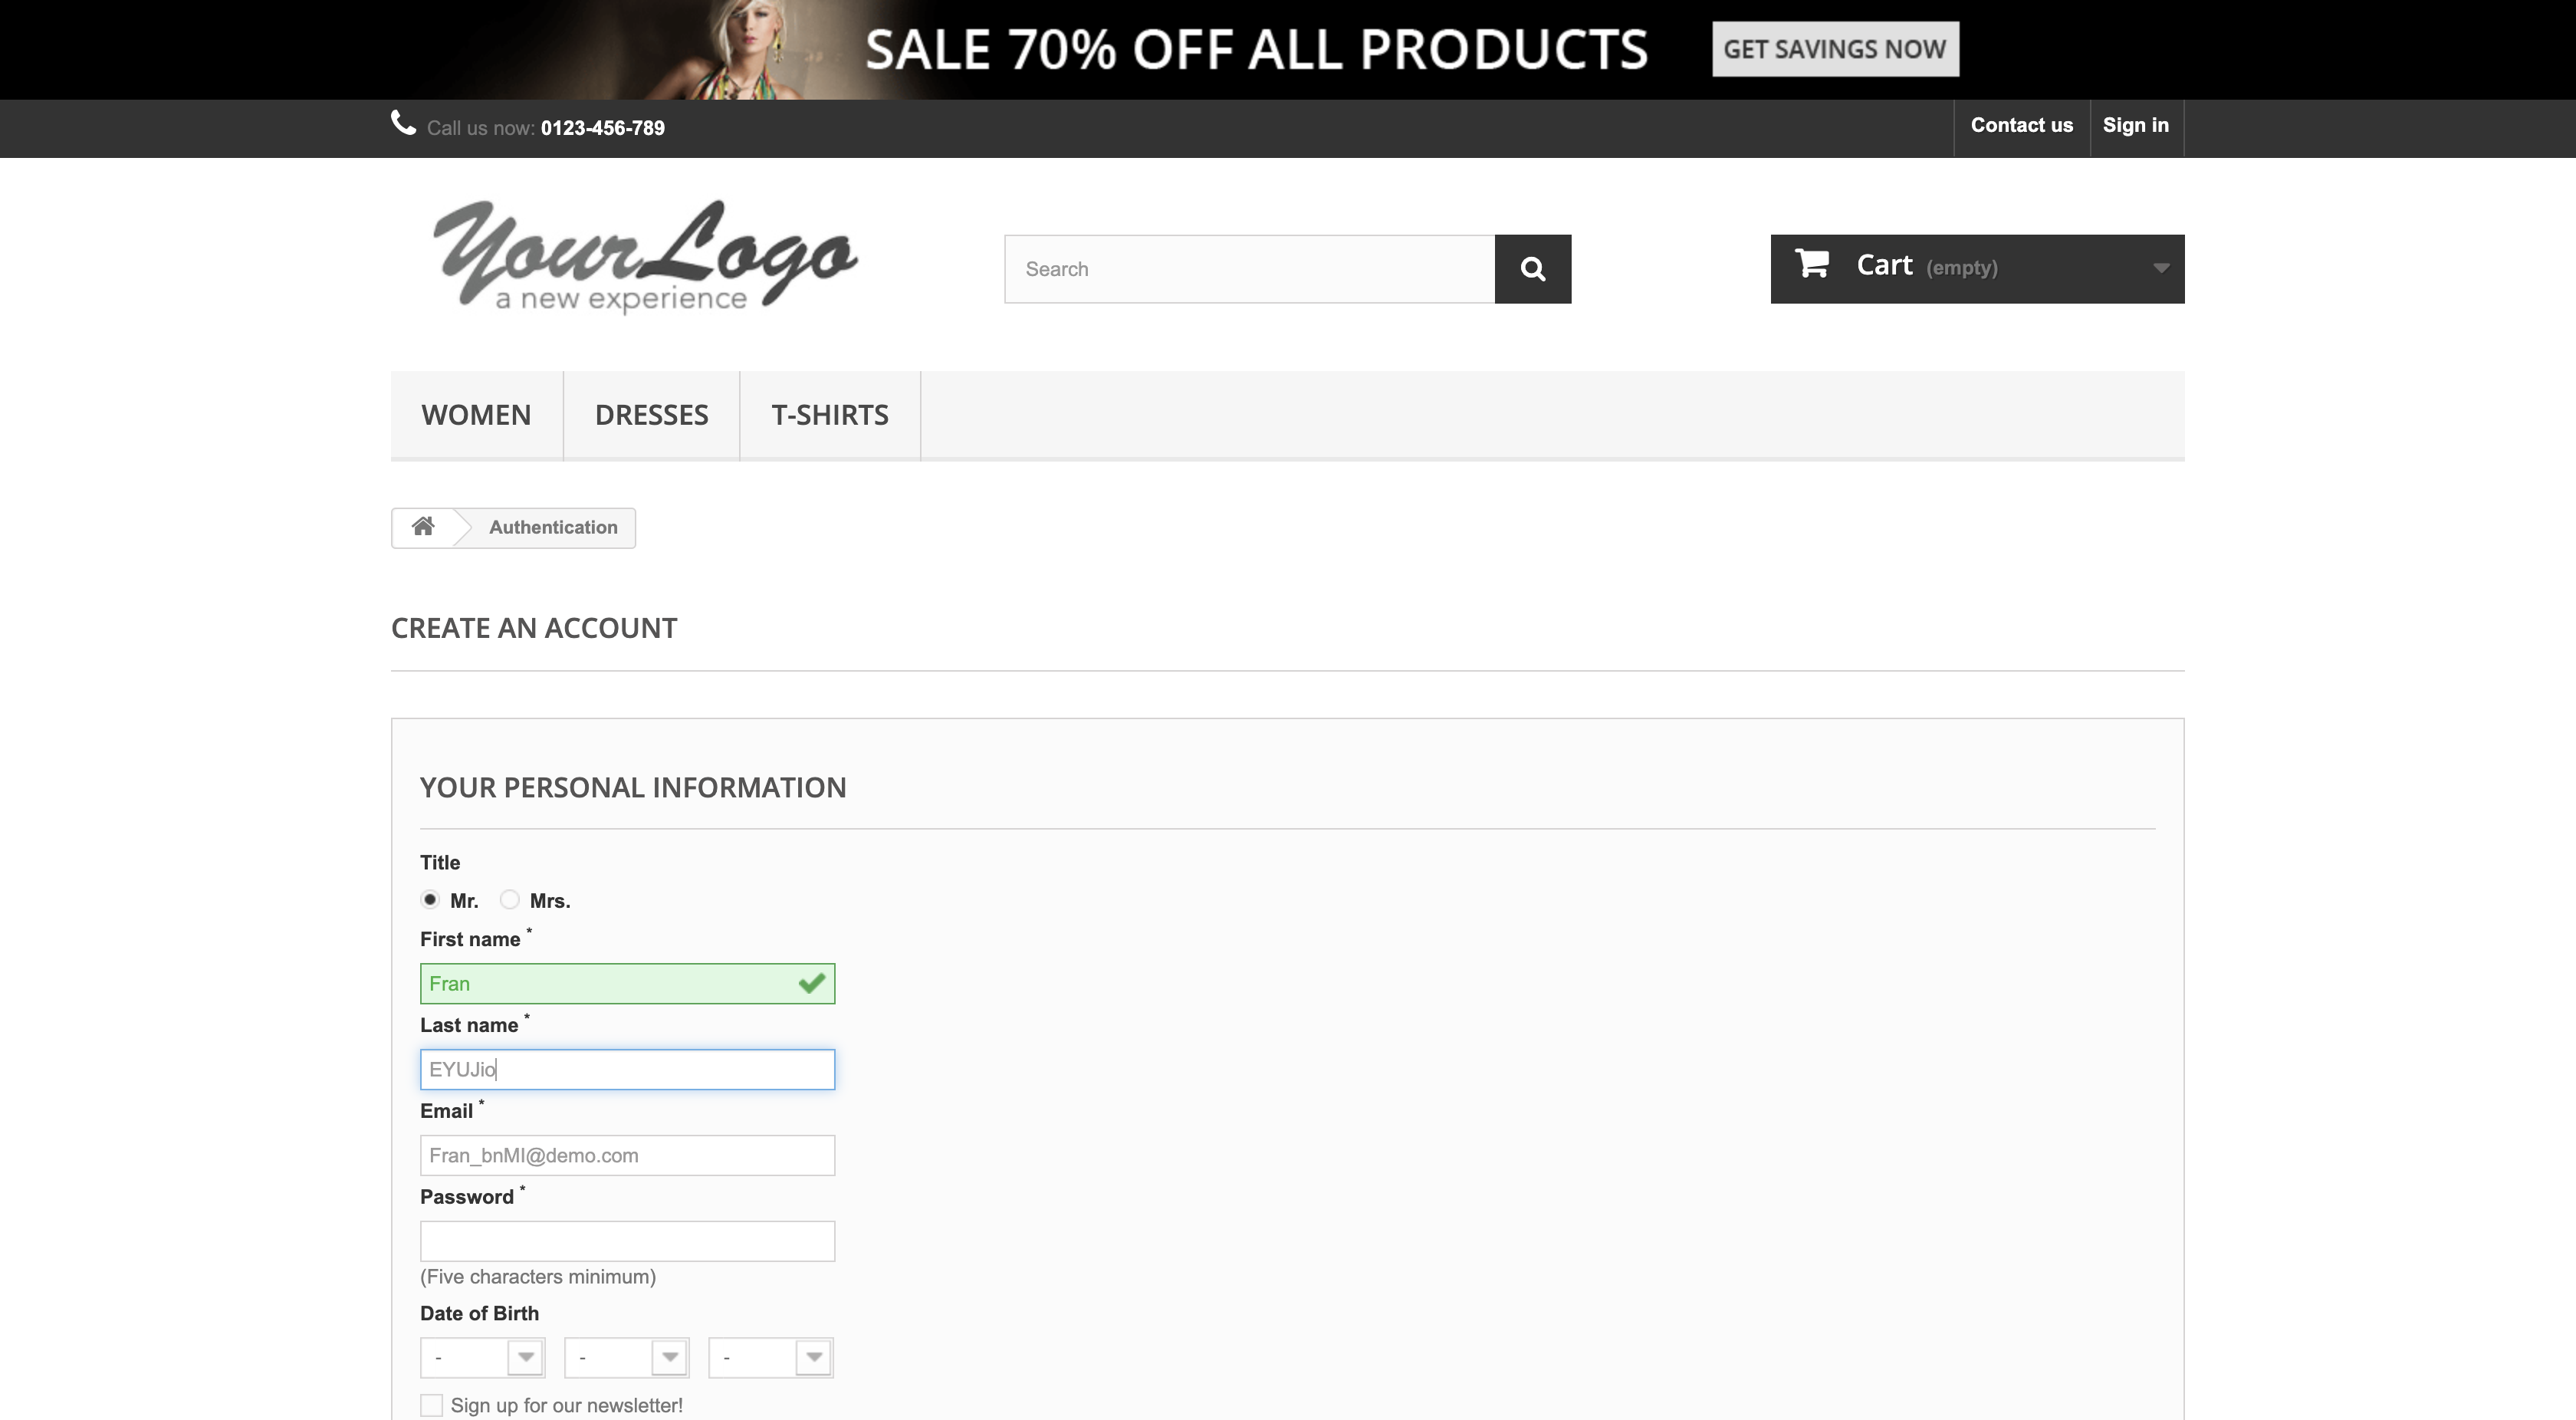 SALE 70% OFF ALL PRODUCTS GET SAVINGS NOW
Call us now: 0123-456-789 Contact us Sign in
YourLogo
a new experience
Search
Cart (empty)
WOMEN DRESSES T-SHIRTS
Authentication
CREATE AN ACCOUNT
YOUR PERSONAL INFORMATION
Title
Mr. Mrs.
First name *
Fran
Last name *
EYUJio
Email *
Fran_bnMI@demo.com
Password *
(Five characters minimum)
Date of Birth
- - -
Sign up for our newsletter!